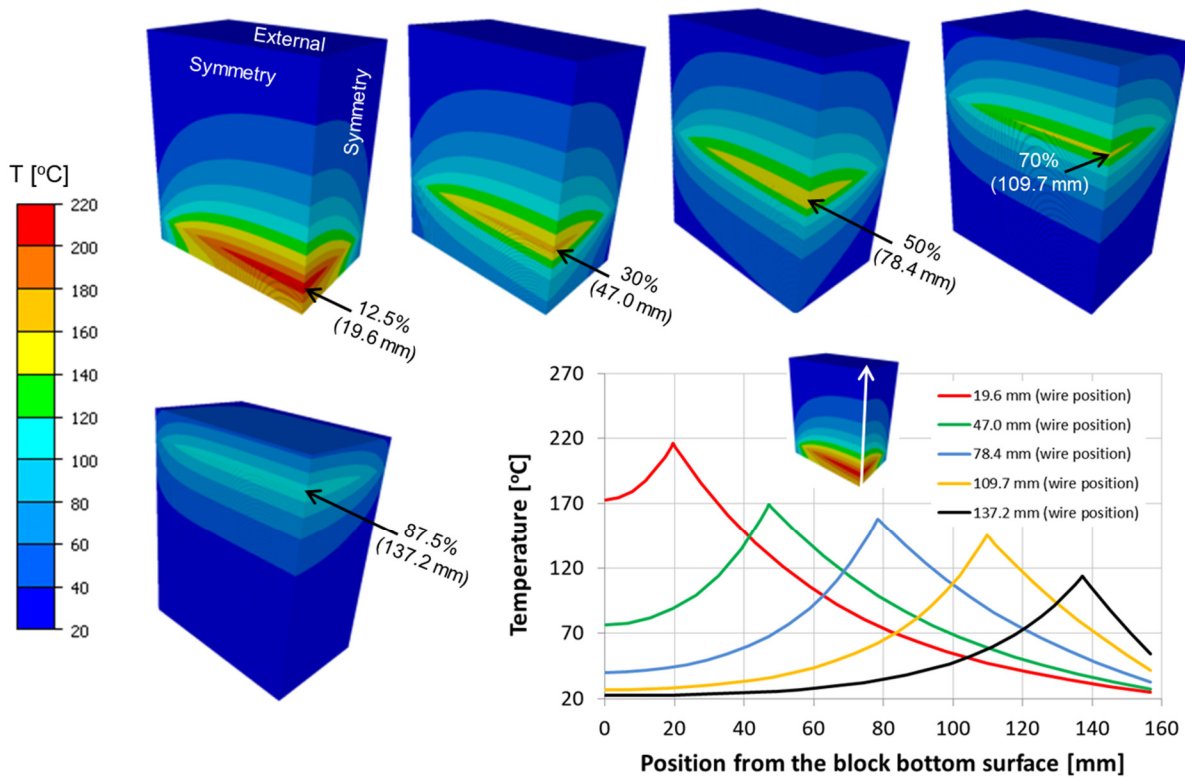 External
Symmetry
Symmetry
T [°C]
220
200
180
160
140
120
100
80
60
40
20
12.5%
(19.6 mm)
30%
(47.0 mm)
50%
(78.4 mm)
70%
(109.7 mm)
87.5%
(137.2 mm)
Temperature [°C]
270
220
170
120
70
20
0
20
40
60
80
100
120
140
160
Position from the block bottom surface [mm]
19.6 mm (wire position)
47.0 mm (wire position)
78.4 mm (wire position)
109.7 mm (wire position)
137.2 mm (wire position)